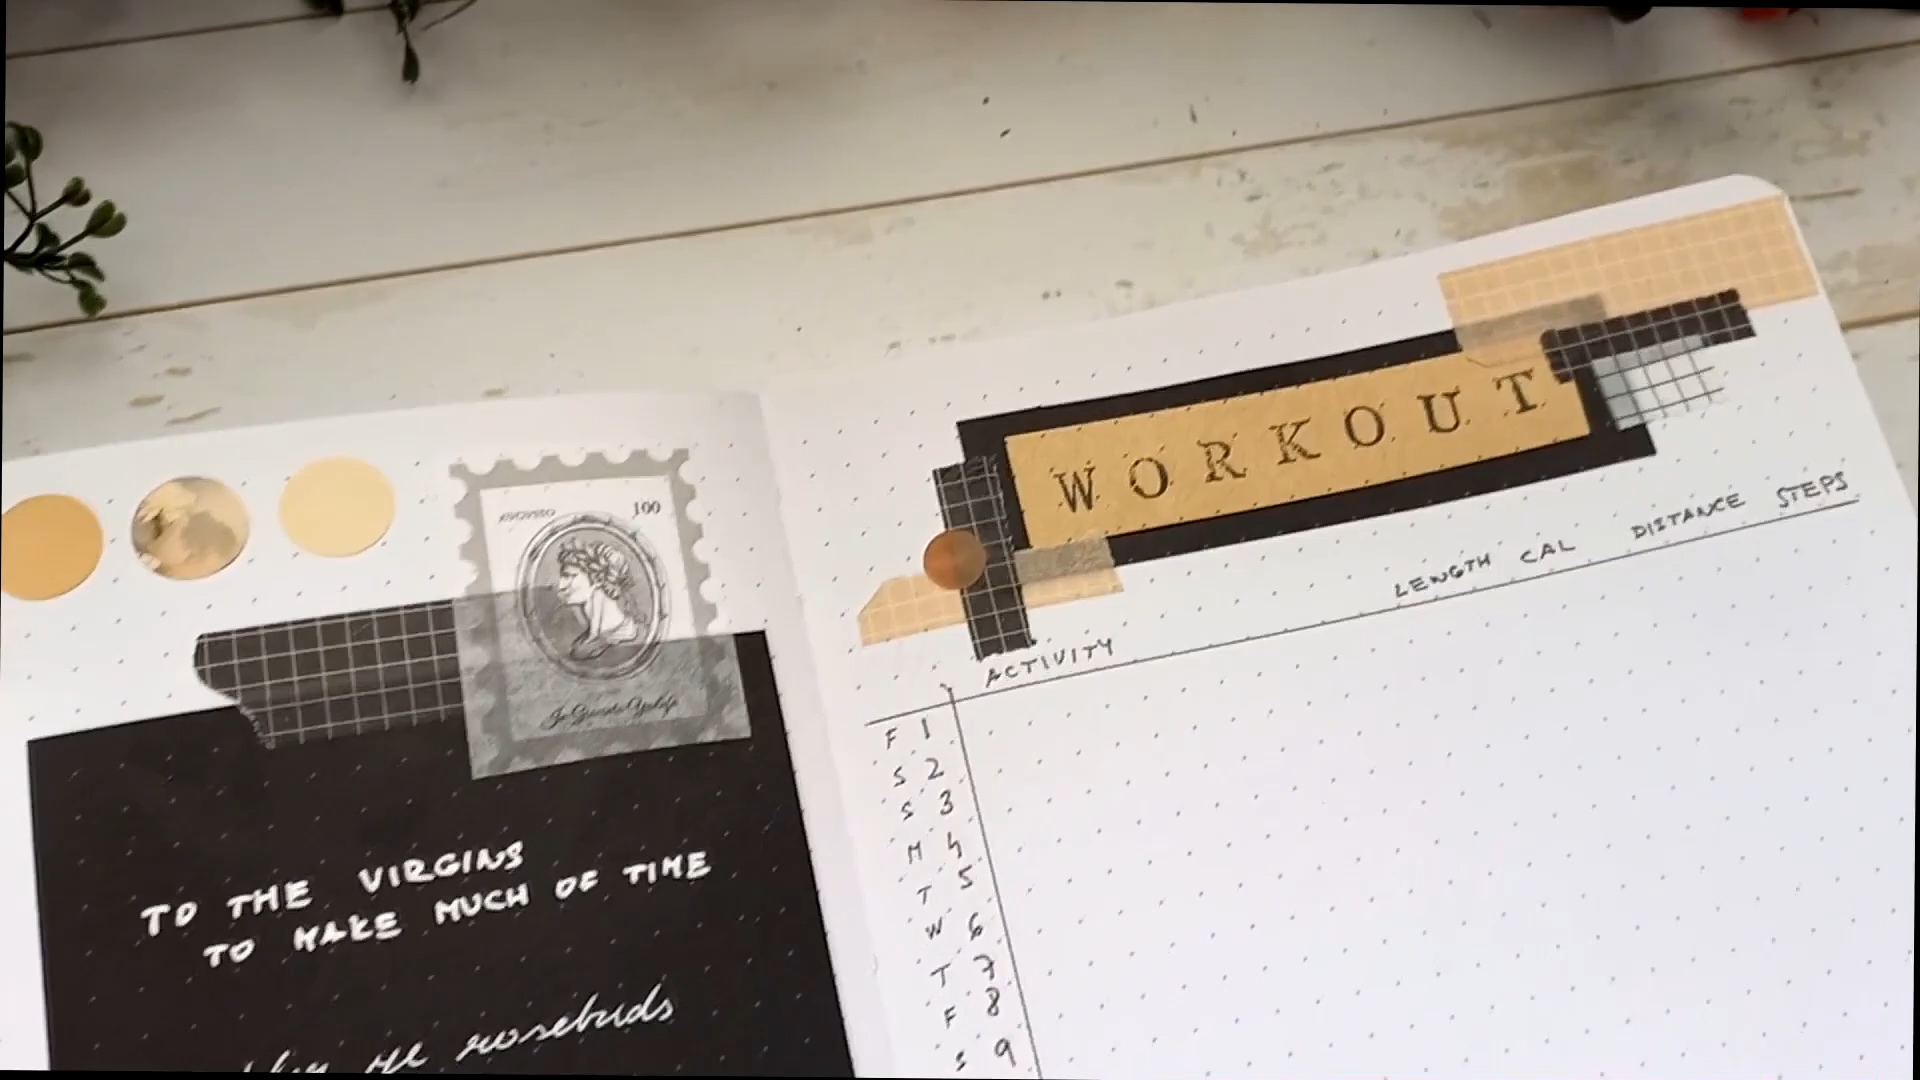 100
TO THE VIRGINS
TO MAKE MUCH OF TIME
ye rosebuds
WORKOUT
ACTIVITY LENGTH CAL DISTANCE STEPS
F 1
S 2
S 3
M 4
T 5
W 6
T 7
F 8
S 9